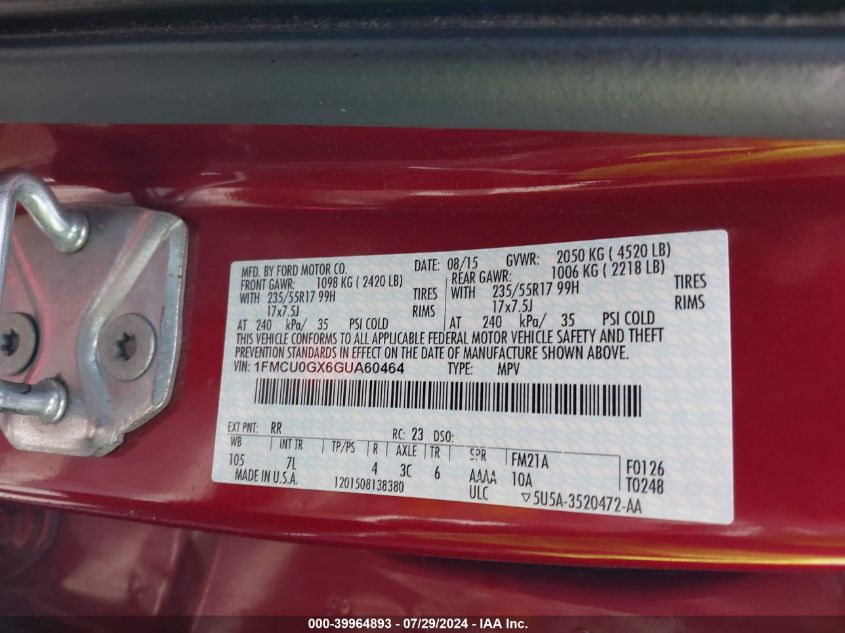 MFD. BY FORD MOTOR CO. DATE: 08/15 GVWR: 2050 KG ( 4520 LB)
FRONT GAWR: 1098 KG ( 2420 LB) REAR GAWR: 1006 KG ( 2218 LB)
WITH 235/55R17 99H TIRES WITH 235/55R17 99H TIRES
17x7.5J RIMS 17x7.5J RIMS
AT 240 kPa/ 35 PSI COLD AT 240 kPa/ 35 PSI COLD
THIS VEHICLE CONFORMS TO ALL APPLICABLE FEDERAL MOTOR VEHICLE SAFETY AND THEFT
PREVENTION STANDARDS IN EFFECT ON THE DATE OF MANUFACTURE SHOWN ABOVE.
VIN: 1FMCU0GX6GUA60464 TYPE: MPV
EXT PNT: RR RC: 23 DSO:
WB INT TR TP/PS R AXLE TR SPR FM21A F0126
105 7L 4 3C 6 AAAA 10A T0248
MADE IN U.S.A. 1201508138380 ULC ▽5U5A-3520472-AA
000-39964893 / 07/29/2024 - IAA Inc.